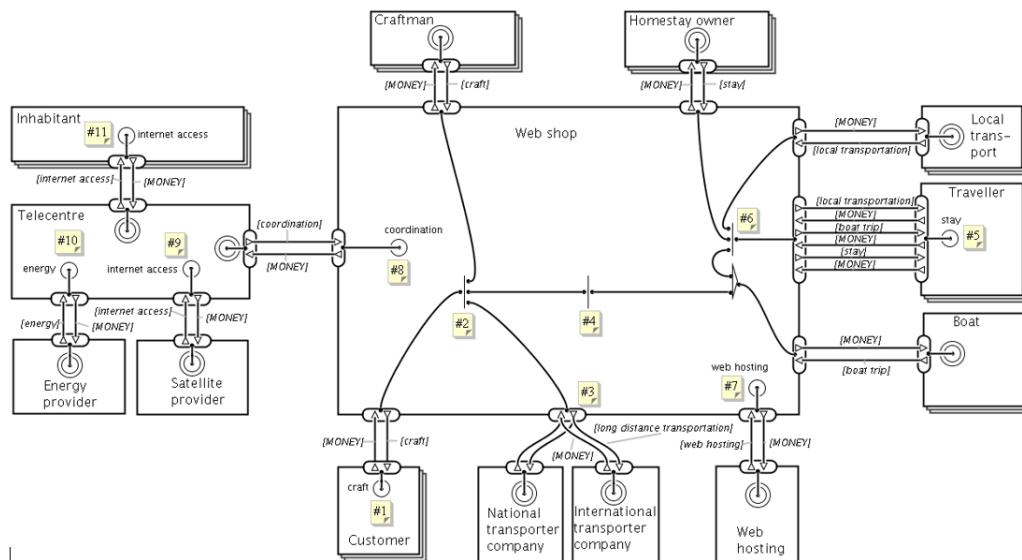 Craftman
Homestay owner
[MONEY]
[craft]
[MONEY]
[stay]
Inhabitant
#11
internet access
Web shop
[MONEY]
[local transportation]
Local
trans-
port
[internet access]
[MONEY]
Telecentre
#10
energy
#9
internet access
[coordination]
[MONEY]
coordination
#8
#6
[local transportation]
[MONEY]
[boat trip]
[MONEY]
[stay]
[MONEY]
Traveller
stay
#5
[energy]
[MONEY]
[internet access]
[MONEY]
#2
#4
Energy
provider
Satellite
provider
[MONEY]
[boat trip]
Boat
web hosting
#7
#3
[MONEY]
[craft]
[long distance transportation]
[MONEY]
[web hosting]
[MONEY]
craft
#1
Customer
National
transporter
company
International
transporter
company
Web
hosting